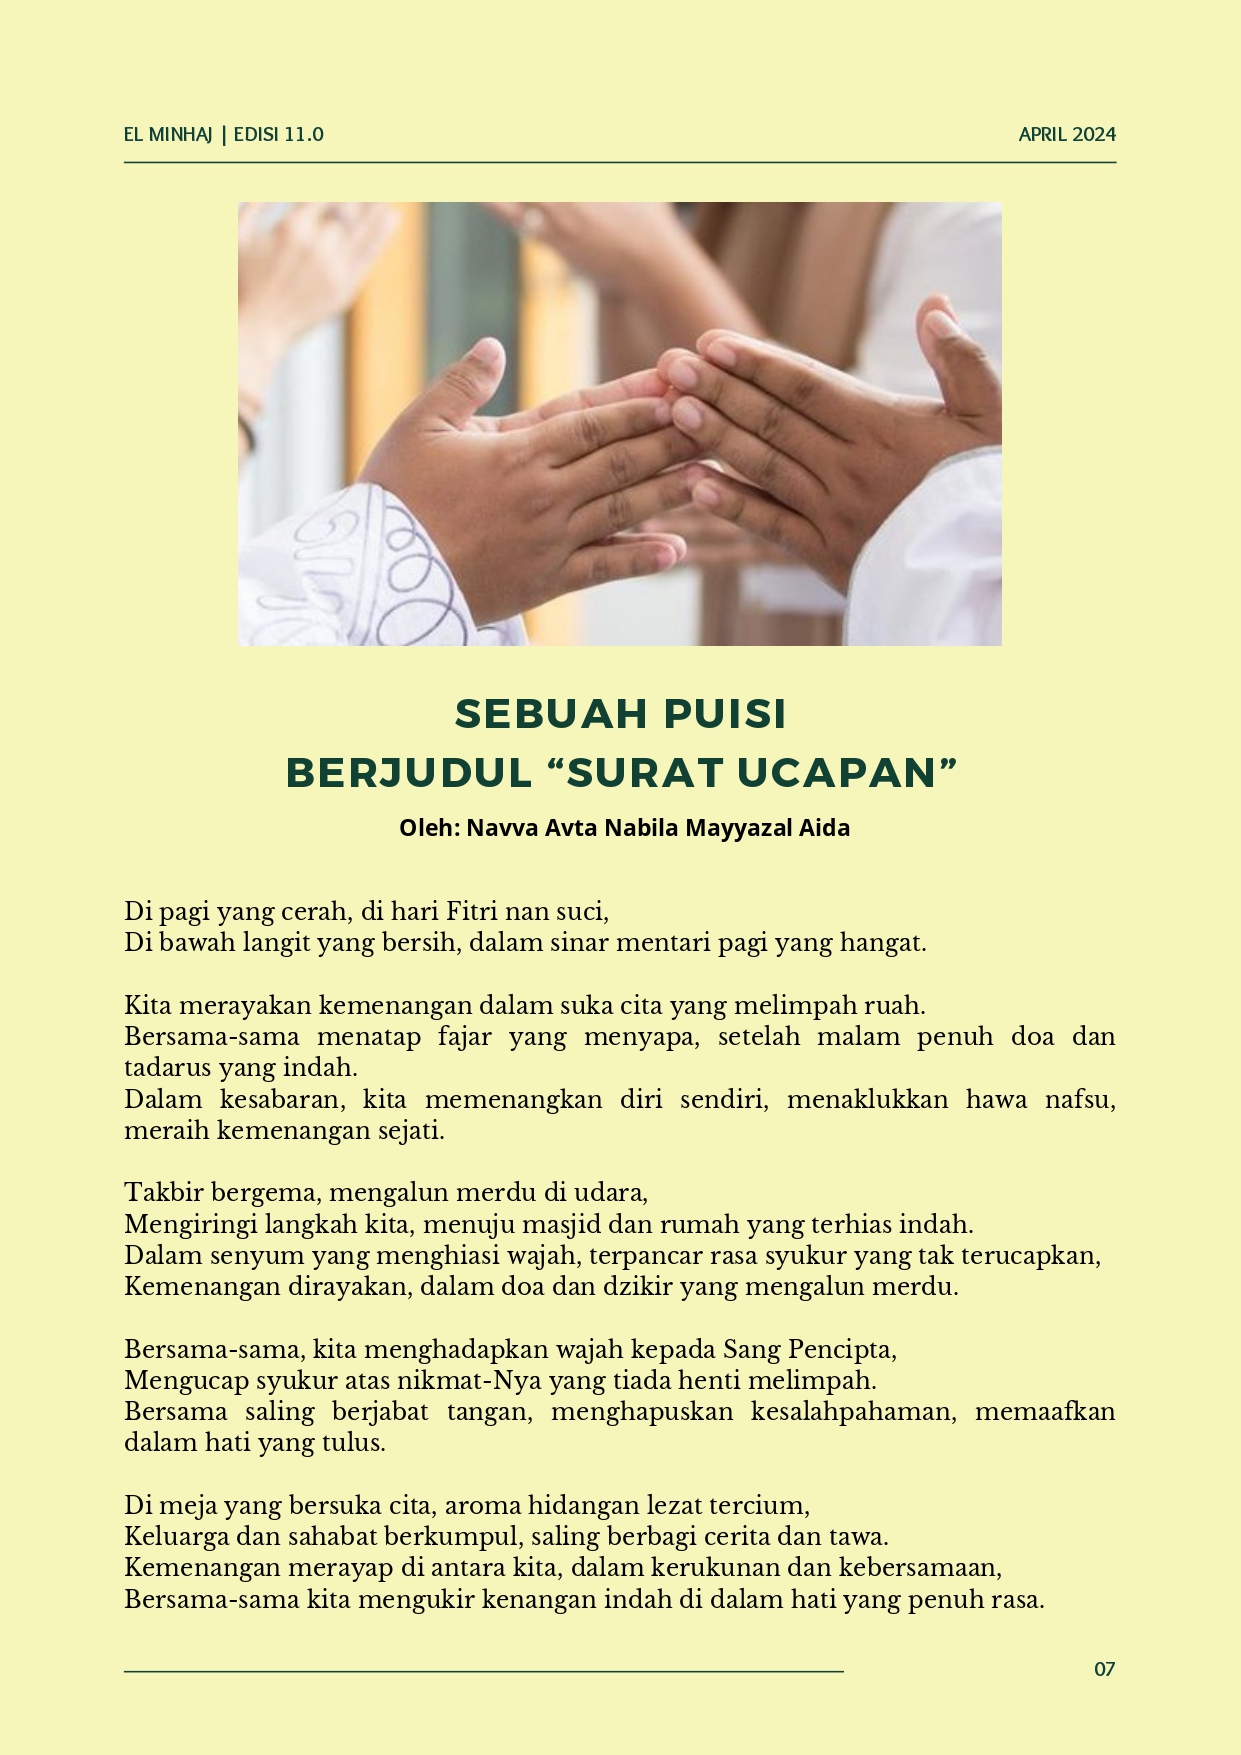 EL MINHAJ | EDISI 11.0
APRIL 2024
SEBUAH PUISI
BERJUDUL “SURAT UCAPAN”
Oleh: Navva Avta Nabila Mayyazal Aida
Di pagi yang cerah, di hari Fitri nan suci,
Di bawah langit yang bersih, dalam sinar mentari pagi yang hangat.
Kita merayakan kemenangan dalam suka cita yang melimpah ruah.
Bersama-sama menatap fajar yang menyapa, setelah malam penuh doa dan
tadarus yang indah.
Dalam kesabaran, kita memenangkan diri sendiri, menaklukkan hawa nafsu,
meraih kemenangan sejati.
Takbir bergema, mengalun merdu di udara,
Mengiringi langkah kita, menuju masjid dan rumah yang terhias indah.
Dalam senyum yang menghiasi wajah, terpancar rasa syukur yang tak terucapkan,
Kemenangan dirayakan, dalam doa dan dzikir yang mengalun merdu.
Bersama-sama, kita menghadapkan wajah kepada Sang Pencipta,
Mengucap syukur atas nikmat-Nya yang tiada henti melimpah.
Bersama saling berjabat tangan, menghapuskan kesalahpahaman, memaafkan
dalam hati yang tulus.
Di meja yang bersuka cita, aroma hidangan lezat tercium,
Keluarga dan sahabat berkumpul, saling berbagi cerita dan tawa.
Kemenangan merayap di antara kita, dalam kerukunan dan kebersamaan,
Bersama-sama kita mengukir kenangan indah di dalam hati yang penuh rasa.
07